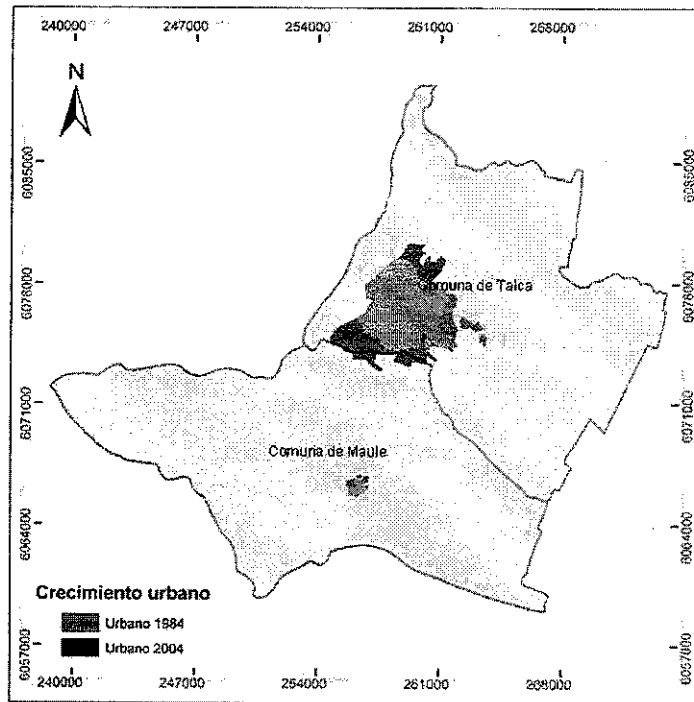 240000 247000 254000 261000 268000
N
6085000 6085000
6078000 6078000
Comuna de Talca
6071000 6071000
Comuna de Maule
6064000 6064000
Crecimiento urbano
Urbano 1984
Urbano 2004
6057000 6057000
240000 247000 254000 261000 268000